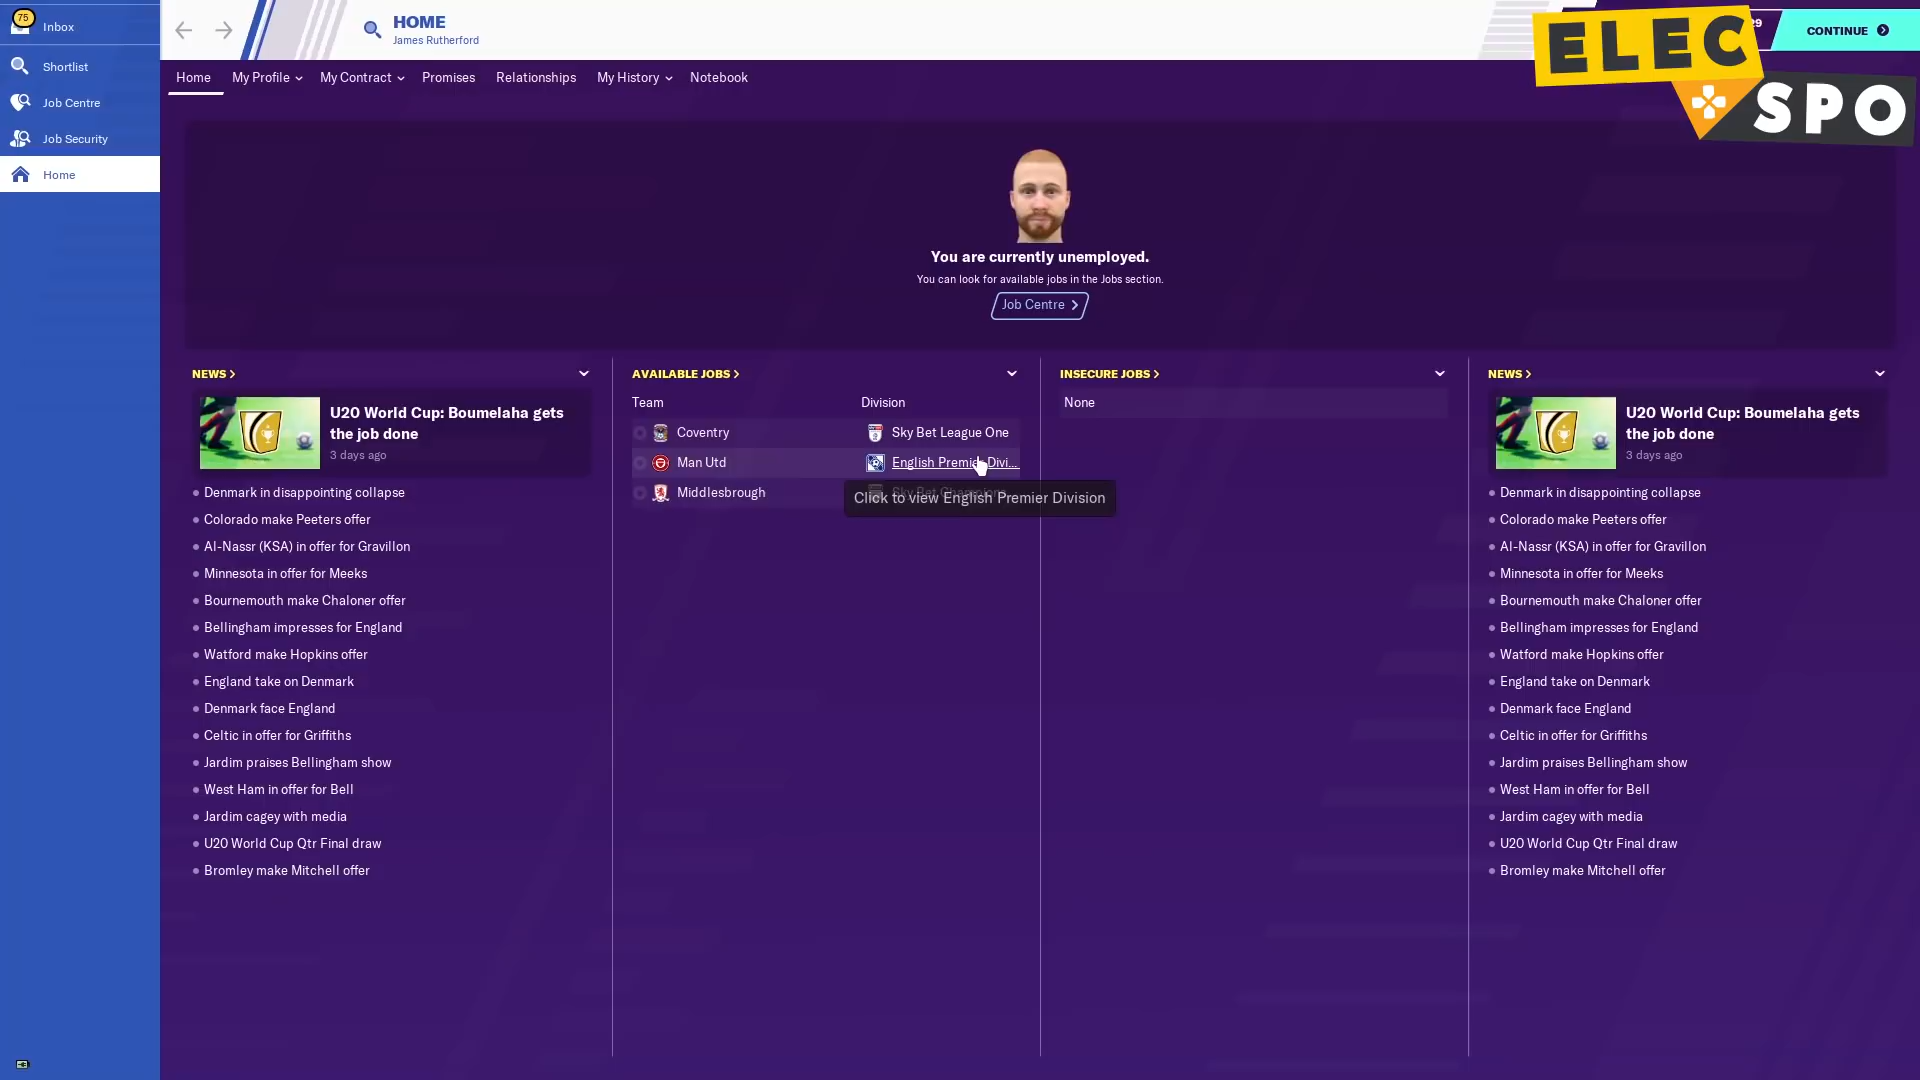 75
Inbox
Shortlist
Job Centre
Job Security
Home
HOME
James Rutherford
29
CONTINUE
ELEC
SPO
Home
My Profile
My Contract
Promises
Relationships
My History
Notebook
You are currently unemployed.
You can look for available jobs in the Jobs section.
Job Centre
NEWS
U20 World Cup: Boumelaha gets
the job done
3 days ago
Denmark in disappointing collapse
Colorado make Peeters offer
Al-Nassr (KSA) in offer for Gravillon
Minnesota in offer for Meeks
Bournemouth make Chaloner offer
Bellingham impresses for England
Watford make Hopkins offer
England take on Denmark
Denmark face England
Celtic in offer for Griffiths
Jardim praises Bellingham show
West Ham in offer for Bell
Jardim cagey with media
U20 World Cup Qtr Final draw
Bromley make Mitchell offer
AVAILABLE JOBS
Team Division
Coventry Sky Bet League One
Man Utd English Premier Divi...
Middlesbrough
Click to view English Premier Division
INSECURE JOBS
None
NEWS
U20 World Cup: Boumelaha gets
the job done
3 days ago
Denmark in disappointing collapse
Colorado make Peeters offer
Al-Nassr (KSA) in offer for Gravillon
Minnesota in offer for Meeks
Bournemouth make Chaloner offer
Bellingham impresses for England
Watford make Hopkins offer
England take on Denmark
Denmark face England
Celtic in offer for Griffiths
Jardim praises Bellingham show
West Ham in offer for Bell
Jardim cagey with media
U20 World Cup Qtr Final draw
Bromley make Mitchell offer